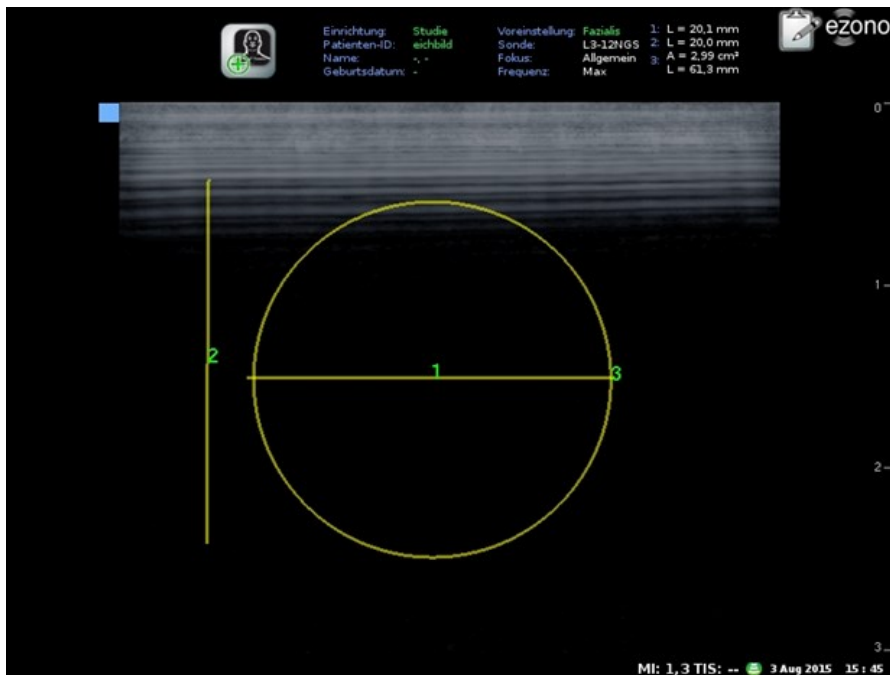 Einrichtung: Studie
Patienten-ID: eichbild
Name: -, -
Geburtsdatum: -
Voreinstellung: Fazialis
Sonde: L3-12NGS
Fokus: Allgemein
Frequenz: Max
1: L = 20,1 mm
2: L = 20,0 mm
3: A = 2,99 cm²
L = 61,3 mm
ezono
0
1
2
3
2
1
3
MI: 1,3 TIS: -- 3 Aug 2015 15:45